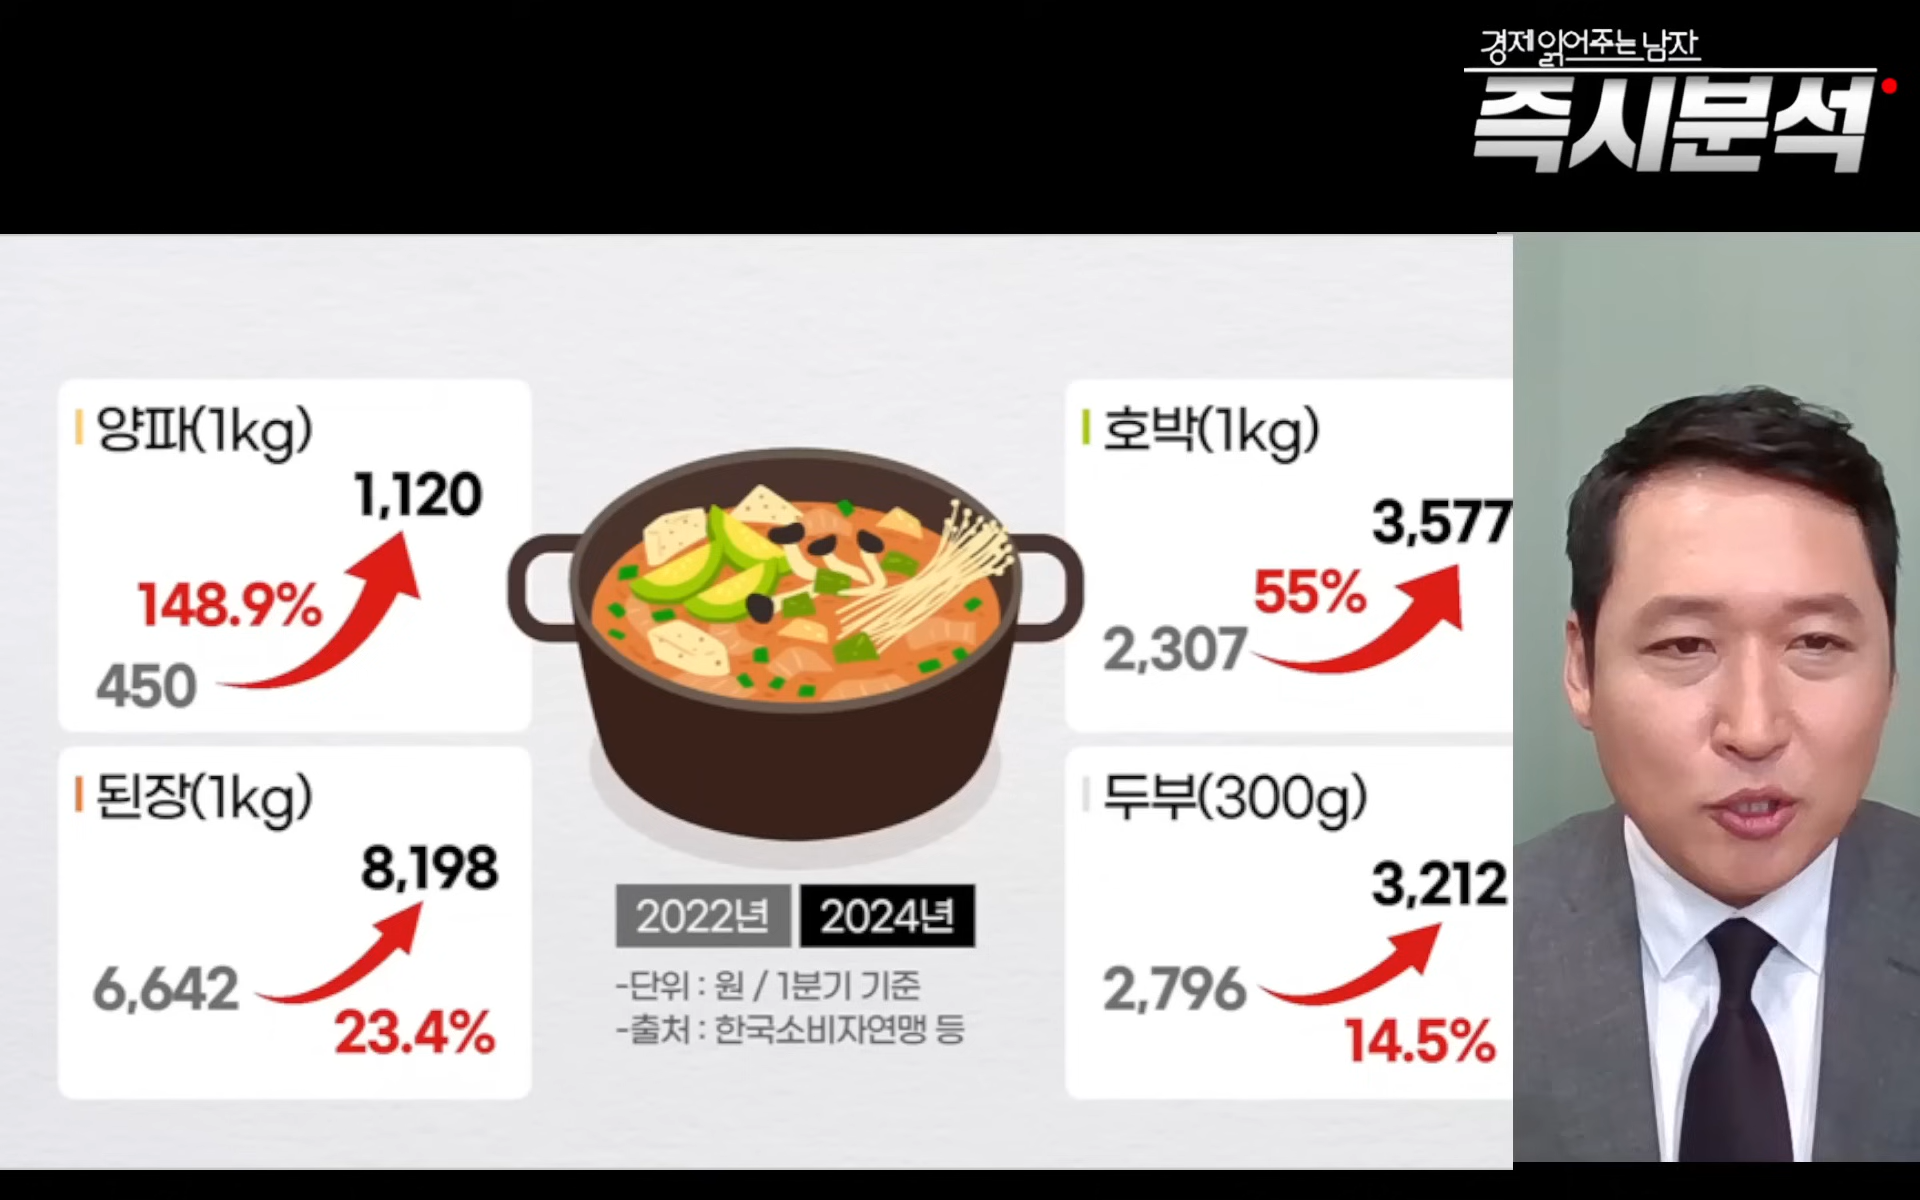 경제 읽어주는 남자
즉시분석
양파(1kg)
1,120
148.9%
450
호박(1kg)
3,577
55%
2,307
된장(1kg)
8,198
6,642
23.4%
두부(300g)
3,212
2,796
14.5%
2022년 2024년
-단위 : 원 / 1분기 기준
-출처 : 한국소비자연맹 등